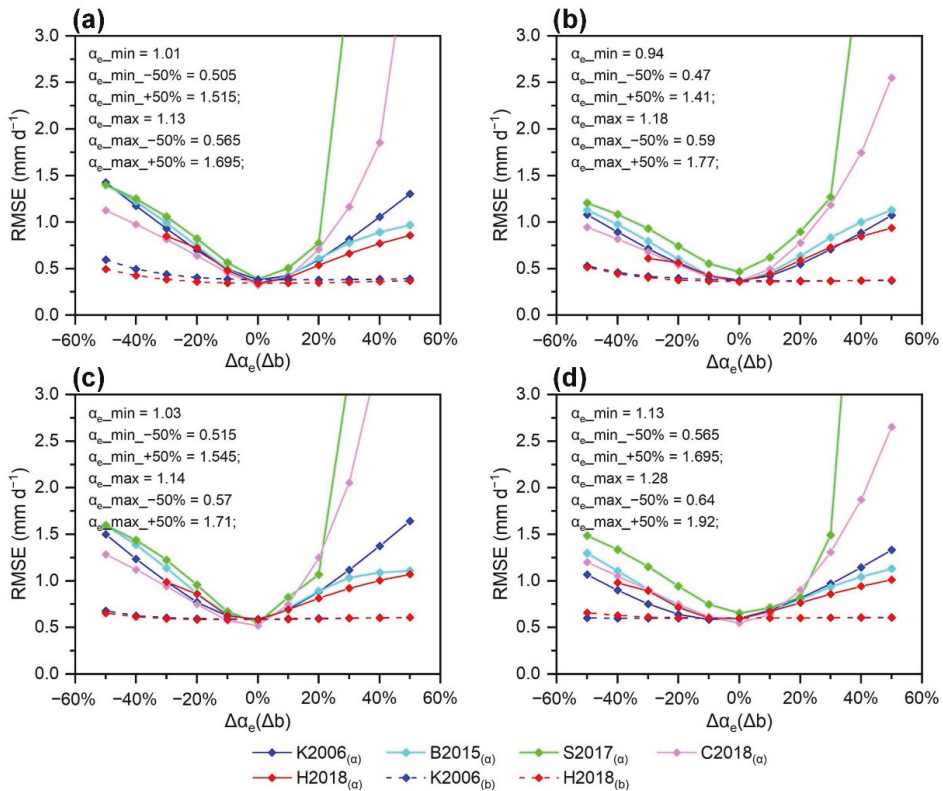 (a)
3.0
2.5
2.0
1.5
1.0
0.5
0.0
RMSE (mm d⁻¹)
αₑ_min = 1.01
αₑ_min_−50% = 0.505
αₑ_min_+50% = 1.515;
αₑ_max = 1.13
αₑ_max_−50% = 0.565
αₑ_max_+50% = 1.695;
−60% −40% −20% 0% 20% 40% 60%
Δαₑ(Δb)
(b)
3.0
2.5
2.0
1.5
1.0
0.5
0.0
RMSE (mm d⁻¹)
αₑ_min = 0.94
αₑ_min_−50% = 0.47
αₑ_min_+50% = 1.41;
αₑ_max = 1.18
αₑ_max_−50% = 0.59
αₑ_max_+50% = 1.77;
−60% −40% −20% 0% 20% 40% 60%
Δαₑ(Δb)
(c)
3.0
2.5
2.0
1.5
1.0
0.5
0.0
RMSE (mm d⁻¹)
αₑ_min = 1.03
αₑ_min_−50% = 0.515
αₑ_min_+50% = 1.545;
αₑ_max = 1.14
αₑ_max_−50% = 0.57
αₑ_max_+50% = 1.71;
−60% −40% −20% 0% 20% 40% 60%
Δαₑ(Δb)
(d)
3.0
2.5
2.0
1.5
1.0
0.5
0.0
RMSE (mm d⁻¹)
αₑ_min = 1.13
αₑ_min_−50% = 0.565
αₑ_min_+50% = 1.695;
αₑ_max = 1.28
αₑ_max_−50% = 0.64
αₑ_max_+50% = 1.92;
−60% −40% −20% 0% 20% 40% 60%
Δαₑ(Δb)
K2006(α) B2015(α) S2017(α) C2018(α)
H2018(α) K2006(b) H2018(b)